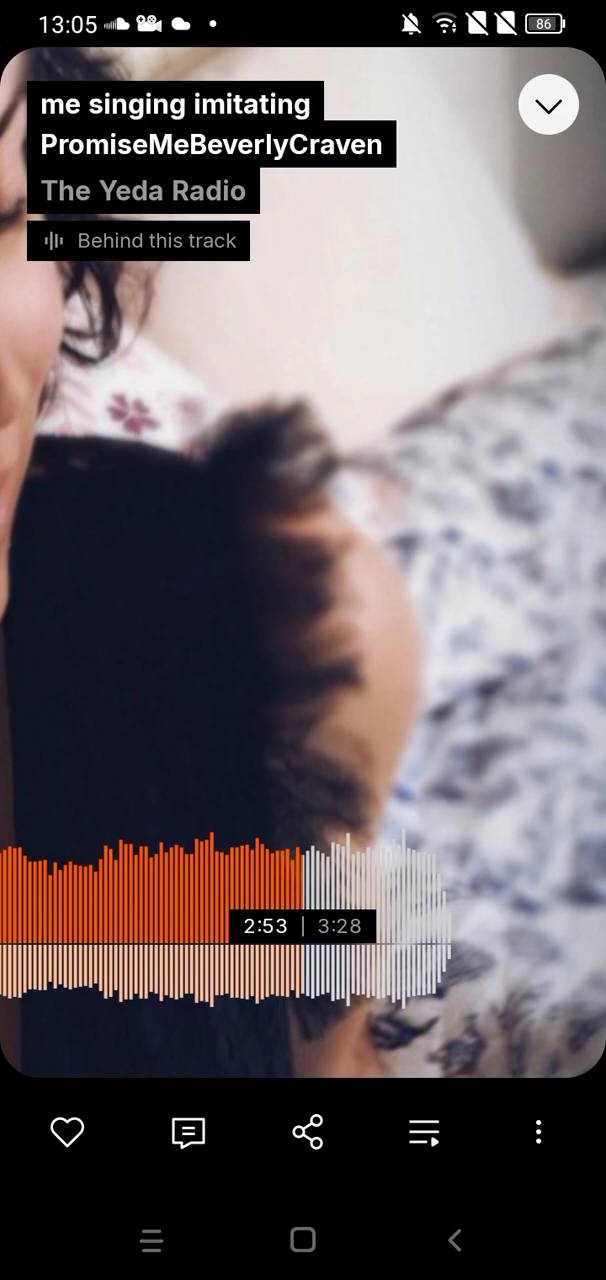 13:05
86
me singing imitating
PromiseMeBeverlyCraven
The Yeda Radio
Behind this track
2:53 | 3:28